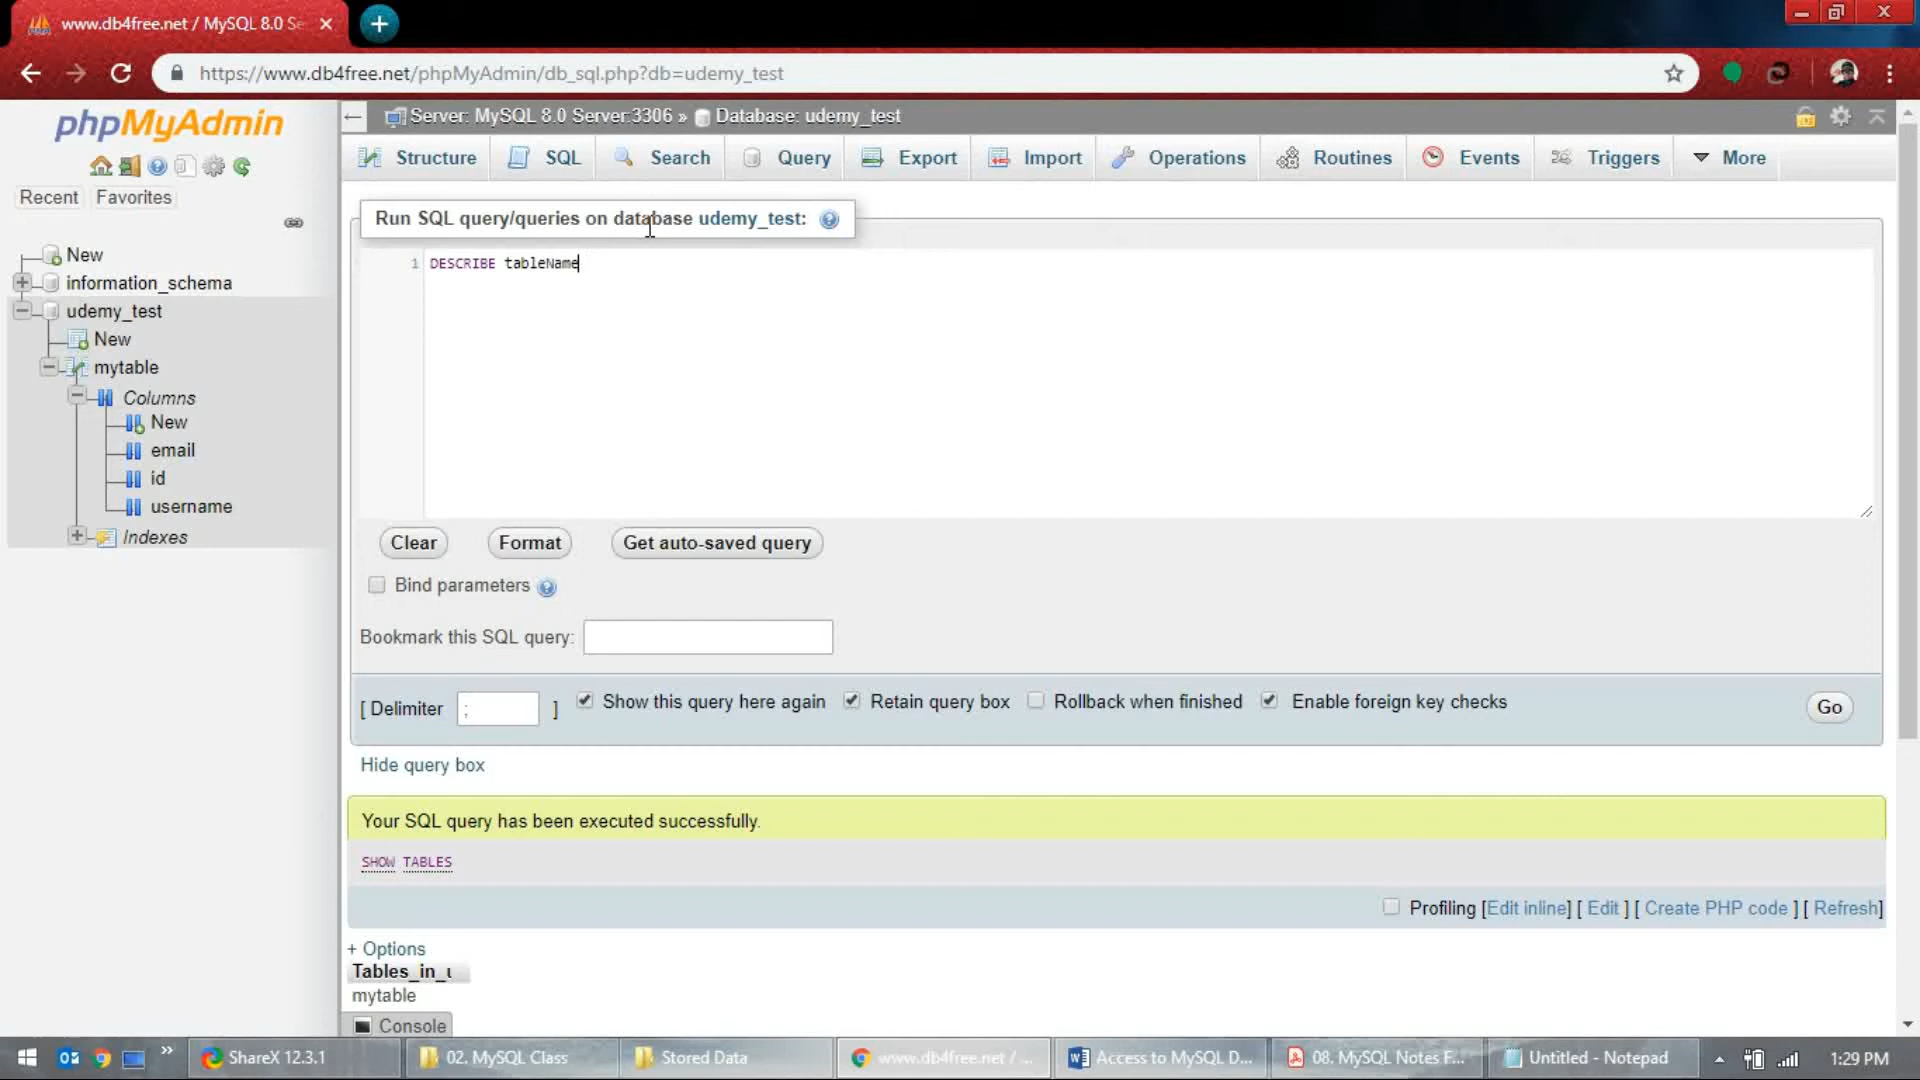 www.db4free.net / MySQL 8.0 Se
https://www.db4free.net/phpMyAdmin/db_sql.php?db=udemy_test
phpMyAdmin
Recent Favorites
New
information_schema
udemy_test
New
mytable
Columns
New
email
id
username
Indexes
Server: MySQL 8.0 Server:3306 » Database: udemy_test
Structure SQL Search Query Export Import Operations Routines Events Triggers More
Run SQL query/queries on database udemy_test:
1 DESCRIBE tableName
Clear Format Get auto-saved query
Bind parameters
Bookmark this SQL query:
[ Delimiter ; ] Show this query here again Retain query box Rollback when finished Enable foreign key checks Go
Hide query box
Your SQL query has been executed successfully.
SHOW TABLES
Profiling [Edit inline] [ Edit ] [ Create PHP code ] [ Refresh]
+ Options
Tables_in_u
mytable
Console
ShareX 12.3.1 02. MySQL Class Stored Data www.db4free.net / ... Access to MySQL D... 08. MySQL Notes F... Untitled - Notepad 1:29 PM